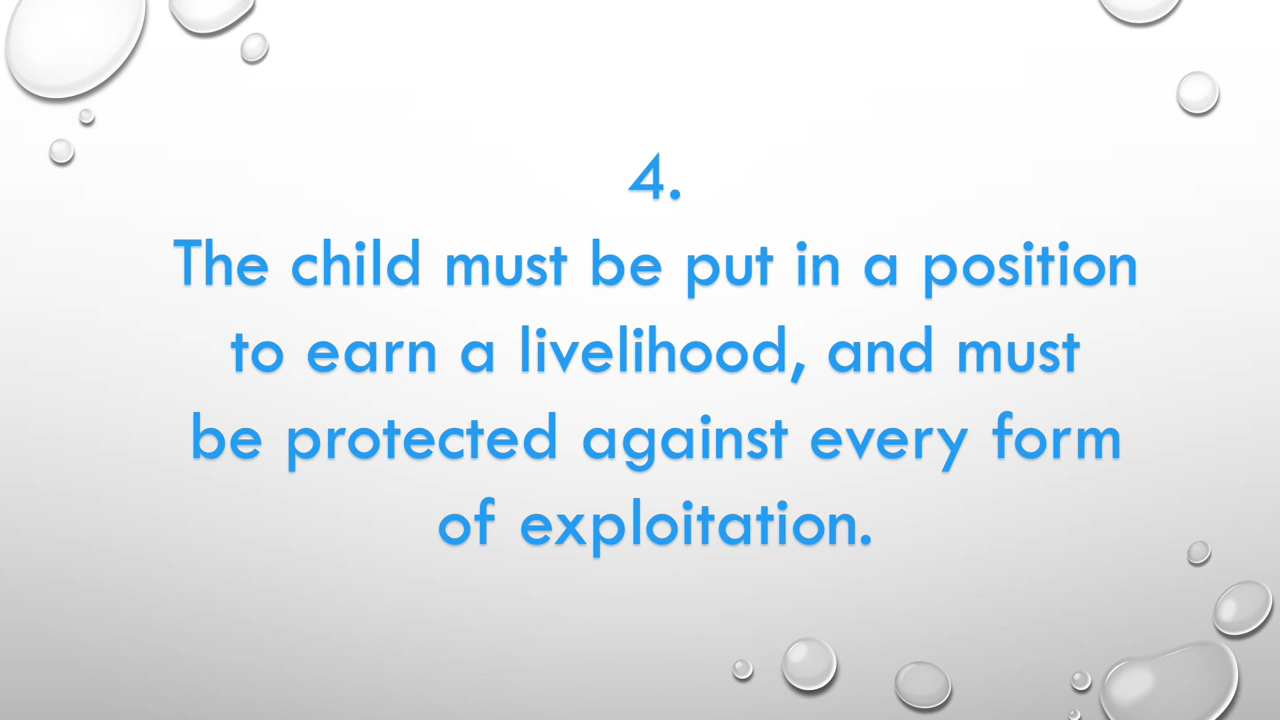 4.
The child must be put in a position
to earn a livelihood, and must
be protected against every form
of exploitation.